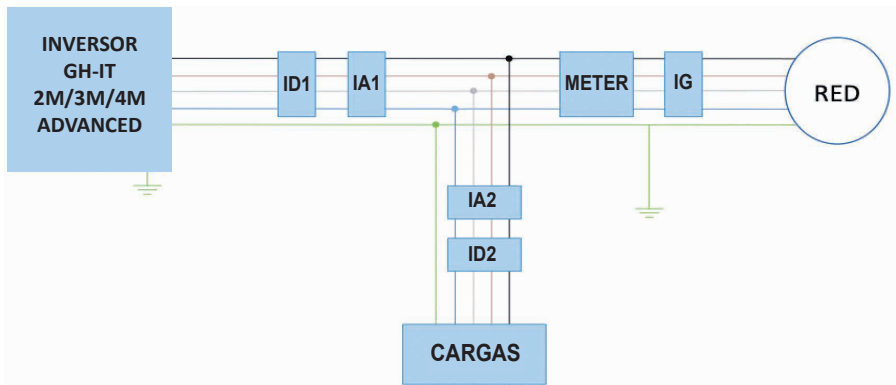 INVERSOR
GH-IT
2M/3M/4M
ADVANCED
ID1
IA1
METER
IG
RED
IA2
ID2
CARGAS